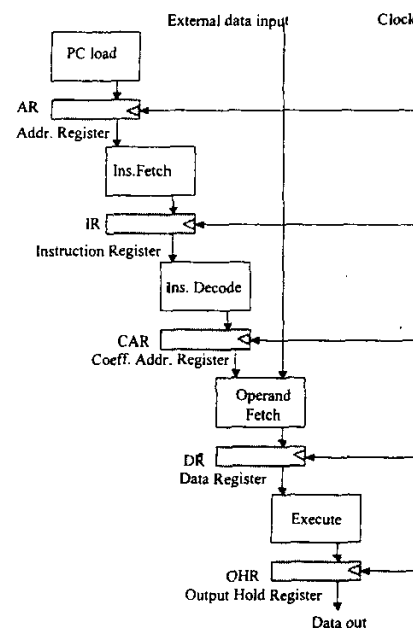 External data input
Clock
PC load
AR
Addr. Register
Ins.Fetch
IR
Instruction Register
Ins. Decode
CAR
Coeff. Addr. Register
Operand
Fetch
DR
Data Register
Execute
OHR
Output Hold Register
Data out